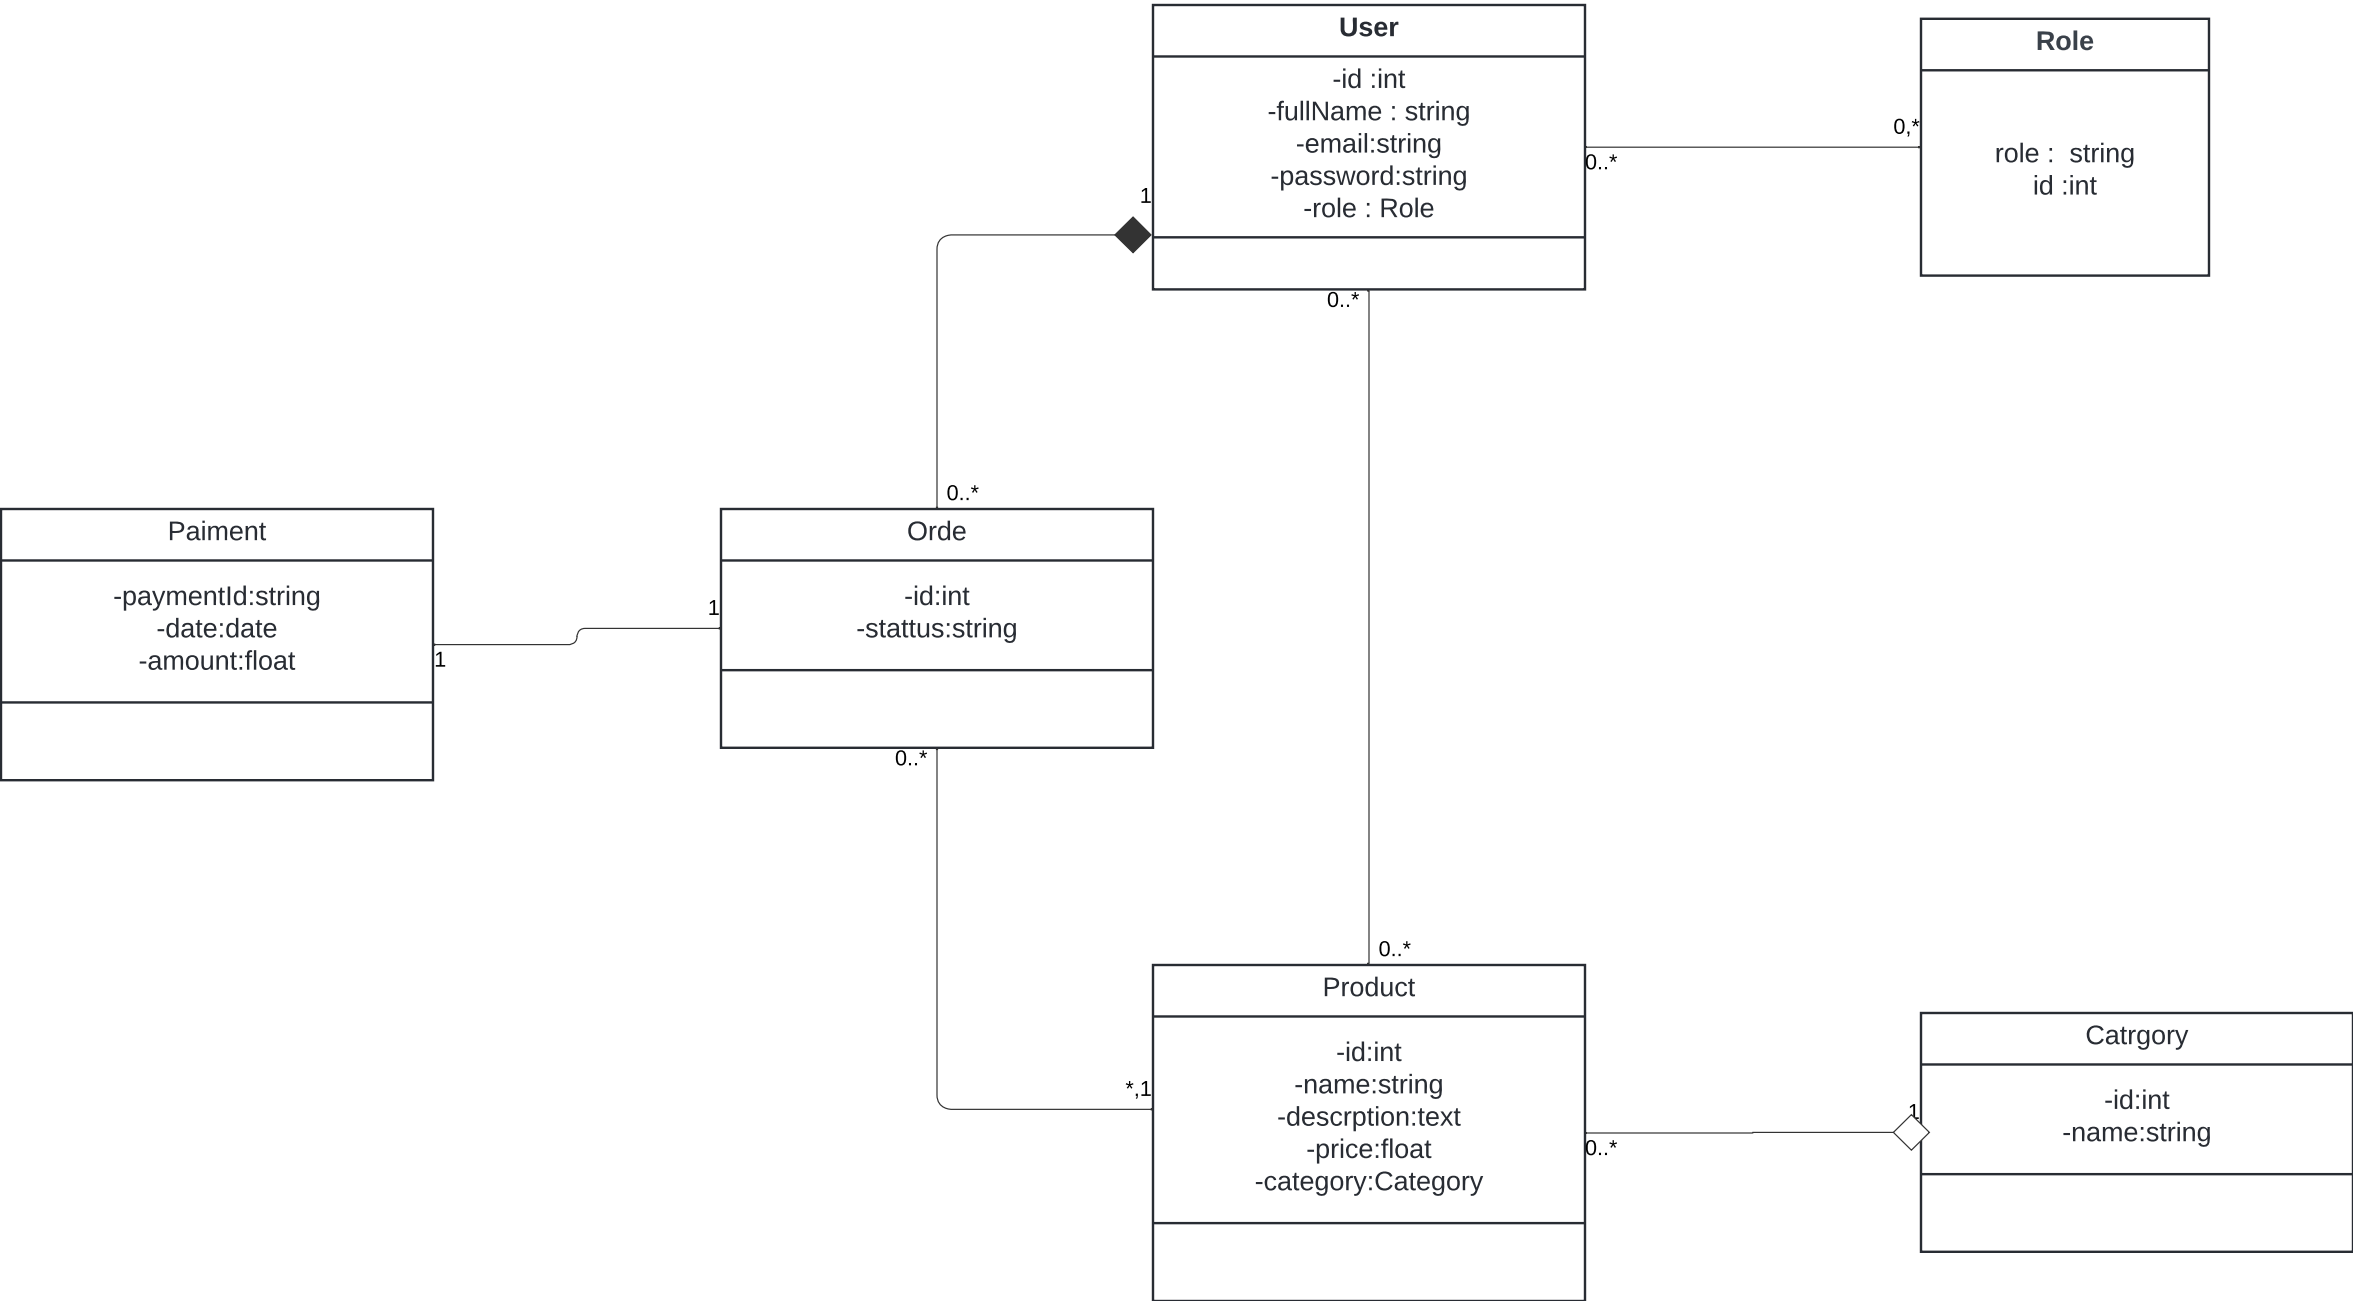 User
-id :int
-fullName : string
-email:string
-password:string
-role : Role
Role
role :  string
id :int
0,*
0..*
1
0..*
0..*
Paiment
-paymentId:string
-date:date
-amount:float
1
1
Orde
-id:int
-stattus:string
0..*
*,1
0..*
Product
-id:int
-name:string
-descrption:text
-price:float
-category:Category
0..*
1
Catrgory
-id:int
-name:string